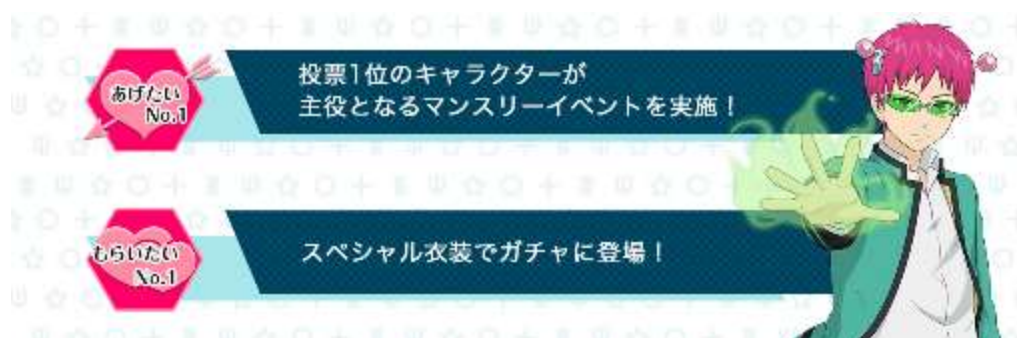 あげたい
No.1
投票1位のキャラクターが
主役となるマンスリーイベントを実施！
もらいたい
No.1
スペシャル衣装でガチャに登場！